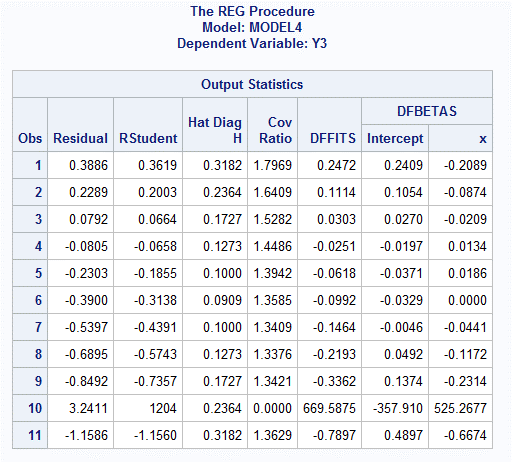 The REG Procedure
Model: MODEL4
Dependent Variable: Y3
Output Statistics
Obs Residual RStudent Hat Diag H Cov Ratio DFFITS DFBETAS
Intercept x
1 0.3886 0.3619 0.3182 1.7969 0.2472 0.2409 -0.2089
2 0.2289 0.2003 0.2364 1.6409 0.1114 0.1054 -0.0874
3 0.0792 0.0664 0.1727 1.5282 0.0303 0.0270 -0.0209
4 -0.0805 -0.0658 0.1273 1.4486 -0.0251 -0.0197 0.0134
5 -0.2303 -0.1855 0.1000 1.3942 -0.0618 -0.0371 0.0186
6 -0.3900 -0.3138 0.0909 1.3585 -0.0992 -0.0329 0.0000
7 -0.5397 -0.4391 0.1000 1.3409 -0.1464 -0.0046 -0.0441
8 -0.6895 -0.5743 0.1273 1.3376 -0.2193 0.0492 -0.1172
9 -0.8492 -0.7357 0.1727 1.3421 -0.3362 0.1374 -0.2314
10 3.2411 1204 0.2364 0.0000 669.5875 -357.910 525.2677
11 -1.1586 -1.1560 0.3182 1.3629 -0.7897 0.4897 -0.6674